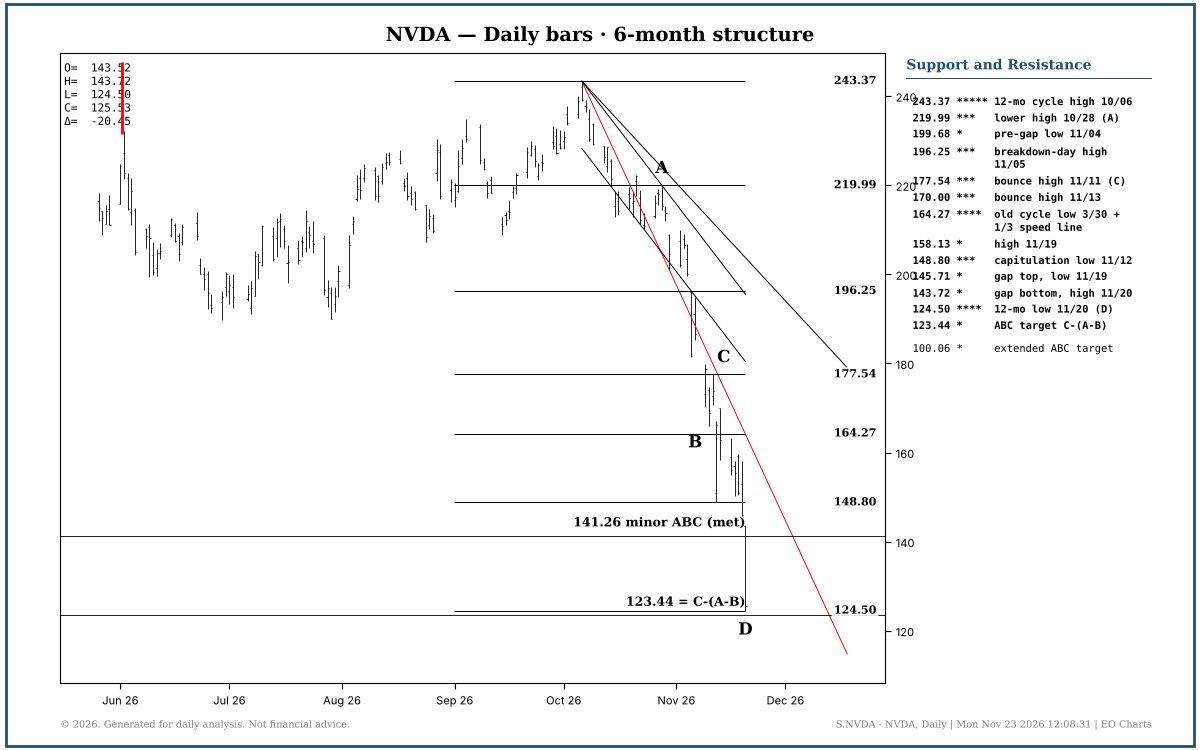 NVDA — Daily bars · 6-month structure
O= 143.52
H= 143.72
L= 124.50
C= 125.53
Δ= -20.45
A
C
B
D
141.26 minor ABC (met)
123.44 = C-(A-B)
243.37
219.99
196.25
177.54
164.27
148.80
124.50
240
220
200
180
160
140
120
Jun 26 Jul 26 Aug 26 Sep 26 Oct 26 Nov 26 Dec 26
Support and Resistance
243.37 ***** 12-mo cycle high 10/06
219.99 *** lower high 10/28 (A)
199.68 * pre-gap low 11/04
196.25 *** breakdown-day high
11/05
177.54 *** bounce high 11/11 (C)
170.00 *** bounce high 11/13
164.27 **** old cycle low 3/30 +
1/3 speed line
158.13 * high 11/19
148.80 *** capitulation low 11/12
145.71 * gap top, low 11/19
143.72 * gap bottom, high 11/20
124.50 **** 12-mo low 11/20 (D)
123.44 * ABC target C-(A-B)
100.06 * extended ABC target
© 2026. Generated for daily analysis. Not financial advice.
S.NVDA - NVDA, Daily | Mon Nov 23 2026 12:08:31 | EO Charts